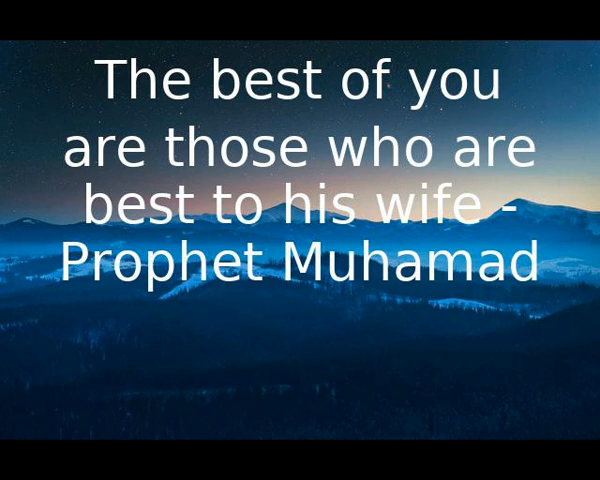 The best of you
are those who are
best to his wife -
Prophet Muhamad